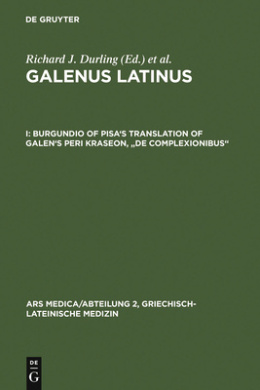 DE GRUYTER
Richard J. Durling (Ed.) et al.
GALENUS LATINUS
I: BURGUNDIO OF PISA'S TRANSLATION OF
GALEN'S PERI KRASEON, „DE COMPLEXIONIBUS“
ARS MEDICA/ABTEILUNG 2, GRIECHISCH-
LATEINISCHE MEDIZIN
DE
G